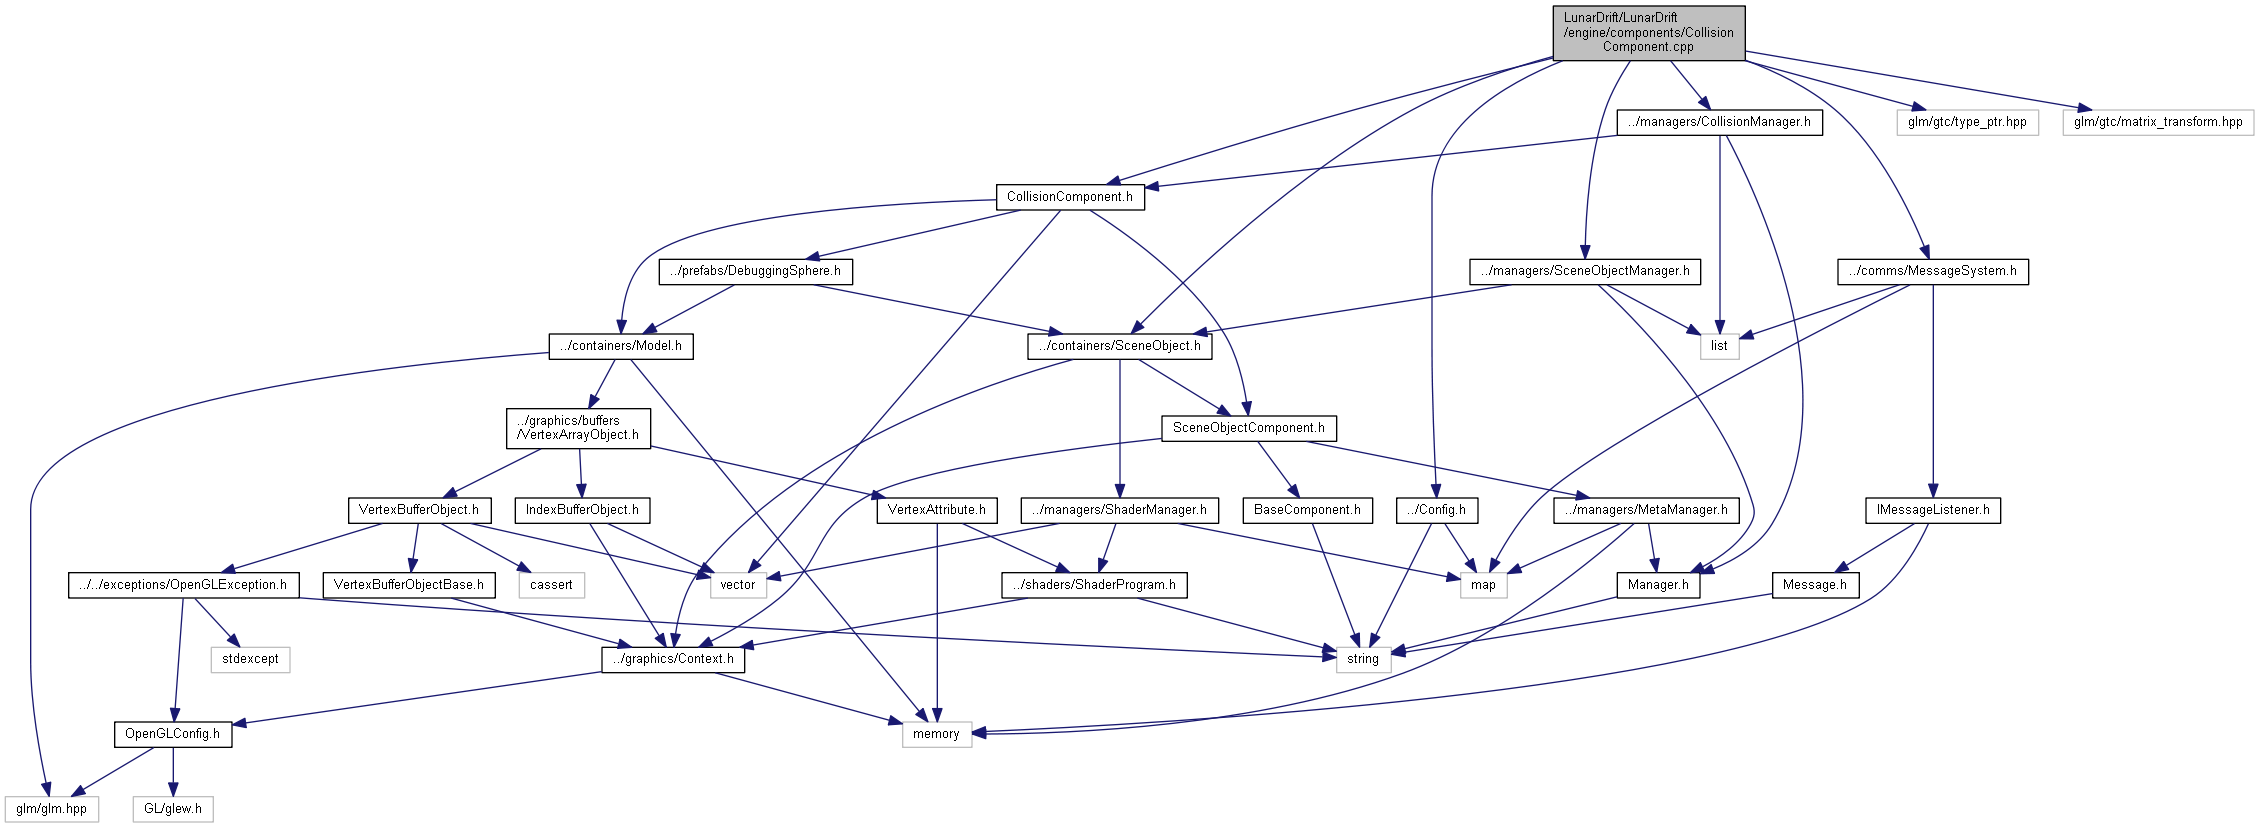 LunarDrift/LunarDrift
/engine/components/Collision
Component.cpp
../managers/CollisionManager.h
glm/gtc/type_ptr.hpp
glm/gtc/matrix_transform.hpp
CollisionComponent.h
../prefabs/DebuggingSphere.h
../managers/SceneObjectManager.h
../comms/MessageSystem.h
../containers/Model.h
../containers/SceneObject.h
list
../graphics/buffers
/VertexArrayObject.h
SceneObjectComponent.h
VertexBufferObject.h
IndexBufferObject.h
VertexAttribute.h
../managers/ShaderManager.h
BaseComponent.h
../Config.h
../managers/MetaManager.h
IMessageListener.h
../../exceptions/OpenGLException.h
VertexBufferObjectBase.h
cassert
vector
../shaders/ShaderProgram.h
map
Manager.h
Message.h
stdexcept
../graphics/Context.h
string
OpenGLConfig.h
memory
glm/glm.hpp
GL/glew.h